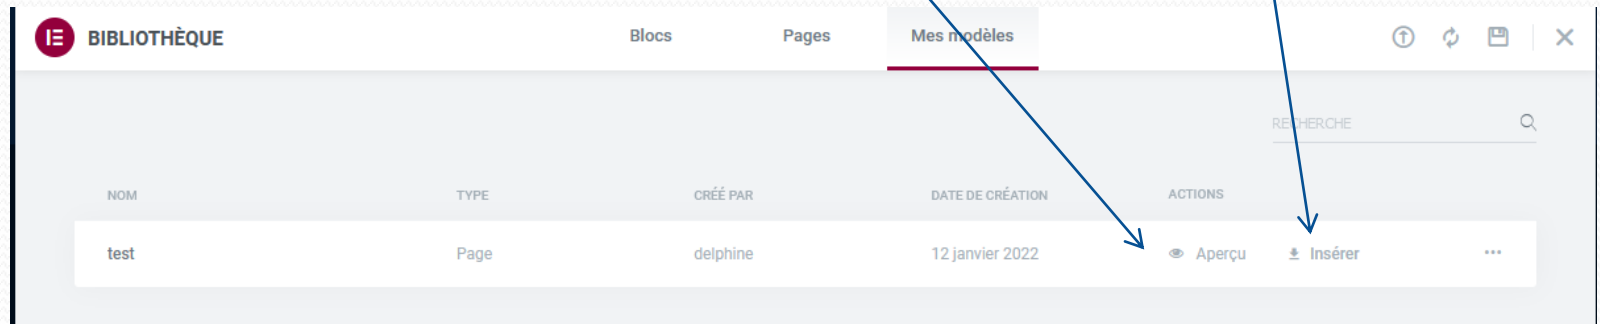 BIBLIOTHÈQUE Blocs Pages Mes modèles
RECHERCHE
NOM TYPE CRÉÉ PAR DATE DE CRÉATION ACTIONS
test Page delphine 12 janvier 2022 Aperçu Insérer